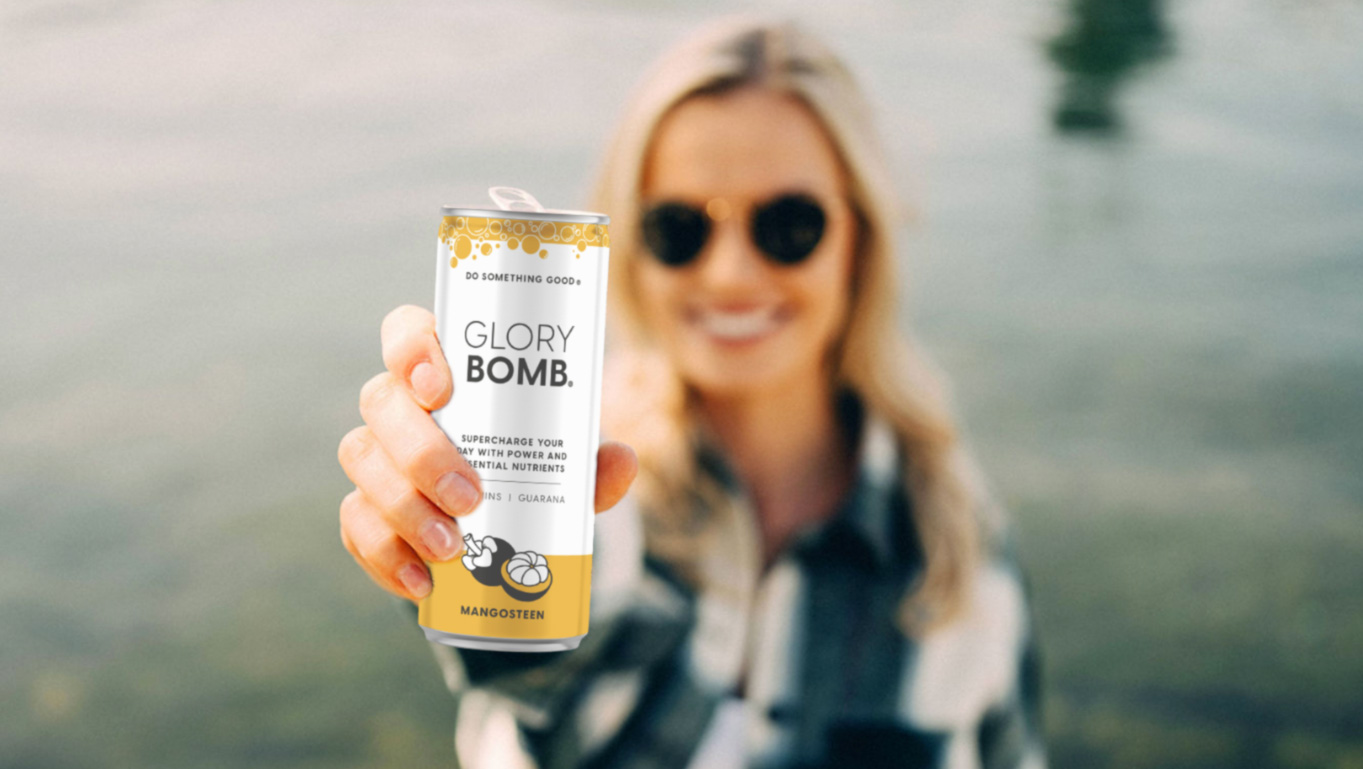 DO SOMETHING GOOD®
GLORY
BOMB®
SUPERCHARGE YOUR
DAY WITH POWER AND
ESSENTIAL NUTRIENTS
| GUARANA
MANGOSTEEN